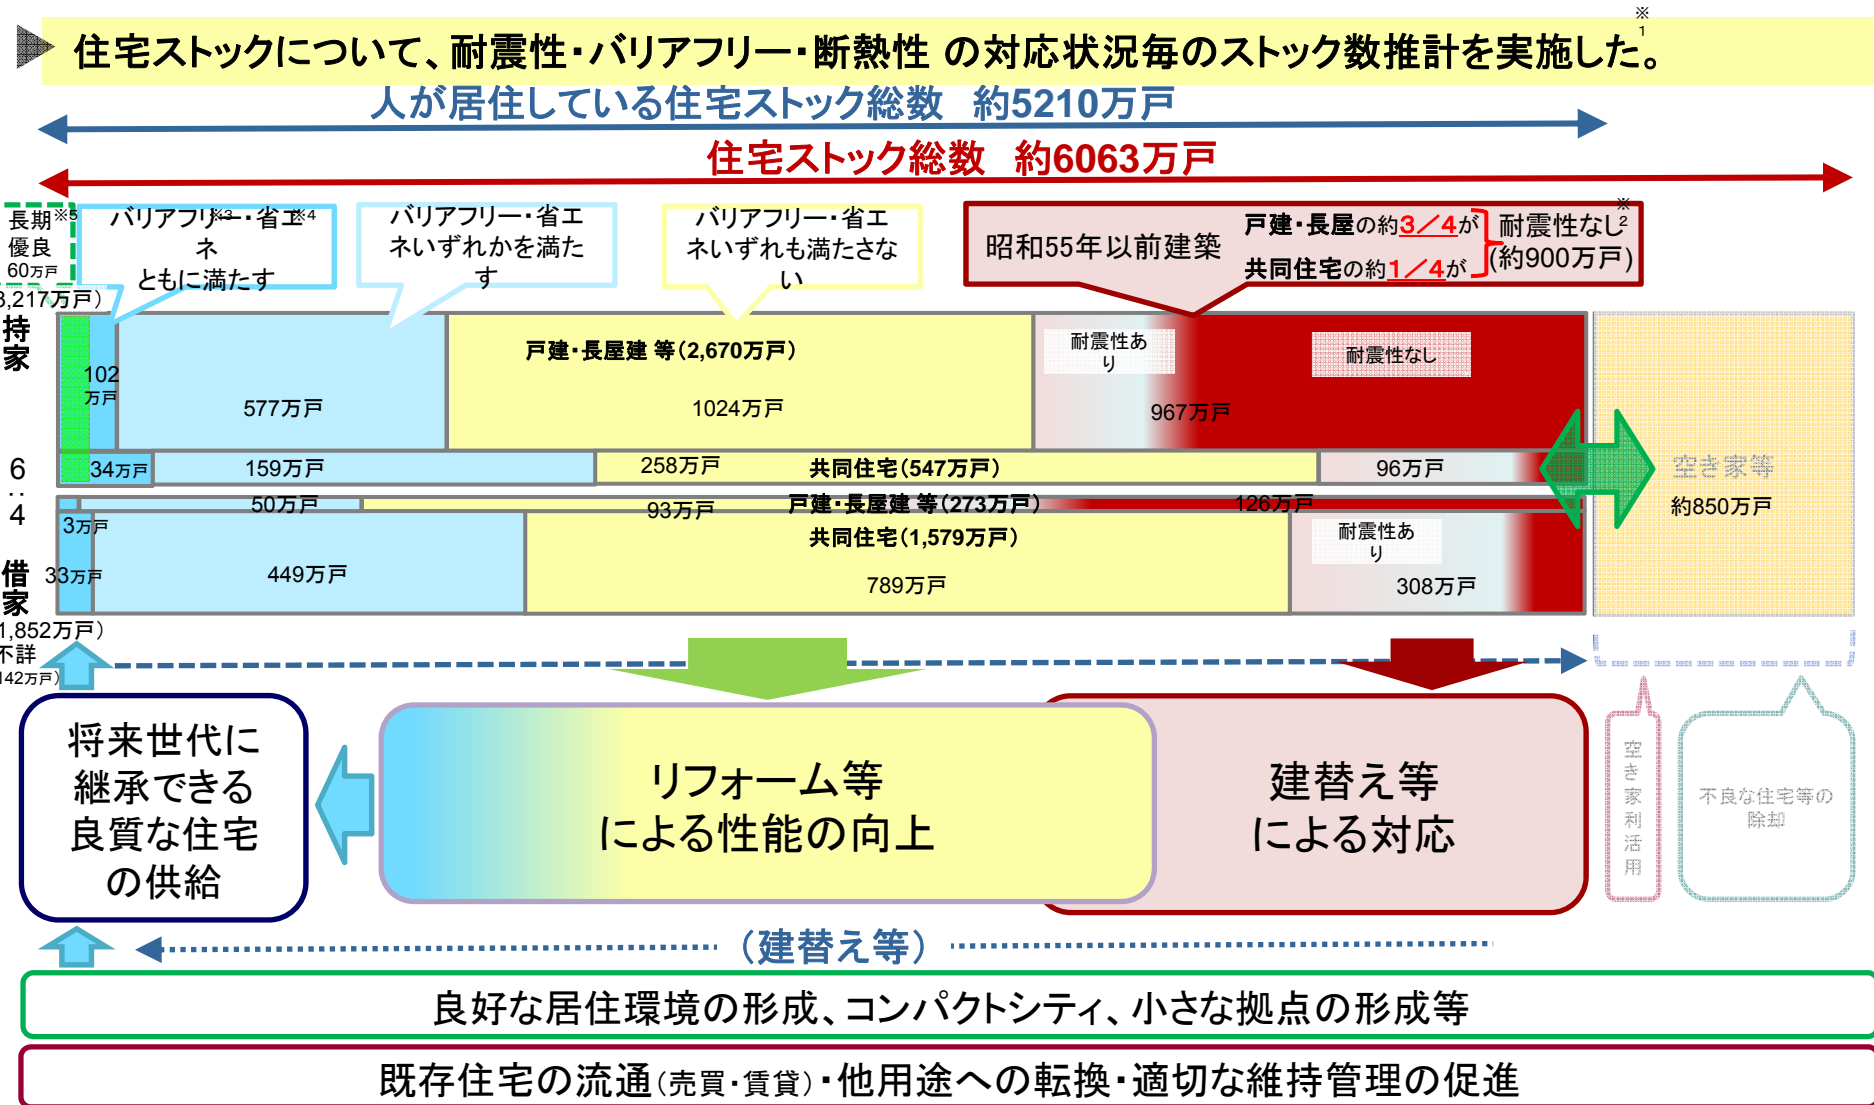 ※1
住宅ストックについて、耐震性・バリアフリー・断熱性 の対応状況毎のストック数推計を実施した。
人が居住している住宅ストック総数 約5210万戸
住宅ストック総数 約6063万戸
長期※5
優良
60万戸
バリアフリー※3・省エ※4
ネ
ともに満たす
バリアフリー・省エ
ネいずれかを満た
す
バリアフリー・省エ
ネいずれも満たさな
い
昭和55年以前建築
戸建・長屋の約3/4が
共同住宅の約1/4が
耐震性なし※2
(約900万戸)
3,217万戸)
持
家
102
万戸
577万戸
戸建・長屋建 等(2,670万戸)
1024万戸
耐震性あ
り
967万戸
耐震性なし
34万戸
159万戸
258万戸
共同住宅(547万戸)
96万戸
6
:
4
3万戸
50万戸
93万戸
戸建・長屋建 等(273万戸)
126万戸
33万戸
449万戸
共同住宅(1,579万戸)
789万戸
耐震性あ
り
308万戸
空き家等
約850万戸
借
家
1,852万戸)
不詳
142万戸)
将来世代に
継承できる
良質な住宅
の供給
リフォーム等
による性能の向上
建替え等
による対応
空き家利活用
不良な住宅等の
除却
(建替え等)
良好な居住環境の形成、コンパクトシティ、小さな拠点の形成等
既存住宅の流通(売買・賃貸)・他用途への転換・適切な維持管理の促進